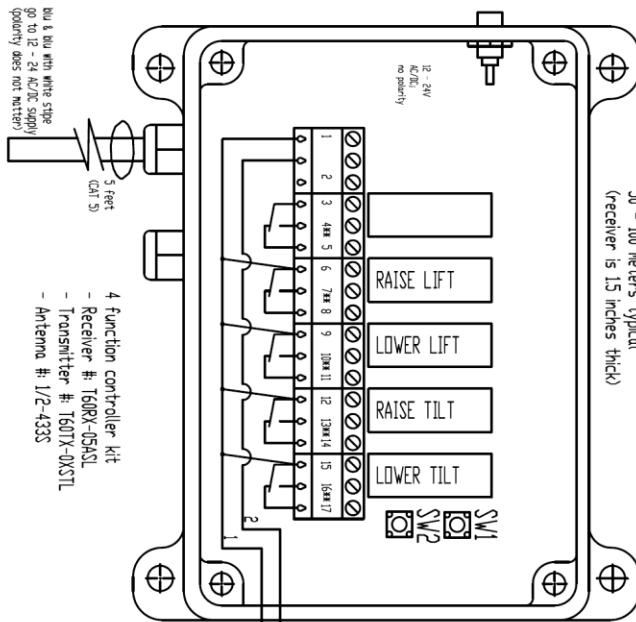 blu & blu with white stipe
go to 12 - 24 AC/DC supply
(polarity does not matter)
5 feet
(CAT 5)
12 - 24V
AC/DC;
no polarity
- 100 meters typical
(receiver is 1.5 inches thick)
1
2
3
4**
5
6
7**
8
9
10**
11
12
13**
14
15
16**
17
RAISE LIFT
LOWER LIFT
RAISE TILT
LOWER TILT
SW1
SW2
1
2
4 function controller kit
- Receiver #: T60RX-05ASL
- Transmitter #: T60TX-0XSTL
- Antenna #: 1/2-433S